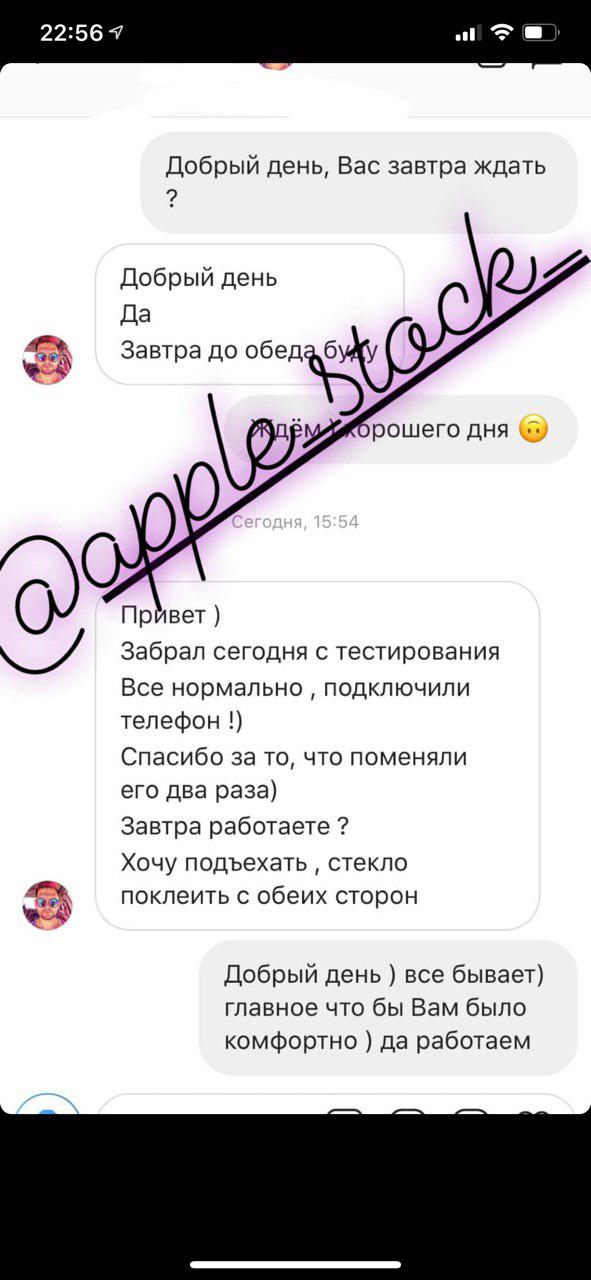 22:56
Добрый день, Вас завтра ждать
?
Добрый день
Да
Завтра до обеда буду
Ждём ) хорошего дня 🙃
@apple_stock_
Сегодня, 15:54
Привет )
Забрал сегодня с тестирования
Все нормально , подключили
телефон !)
Спасибо за то, что поменяли
его два раза)
Завтра работаете ?
Хочу подъехать , стекло
поклеить с обеих сторон
Добрый день ) все бывает)
главное что бы Вам было
комфортно ) да работаем